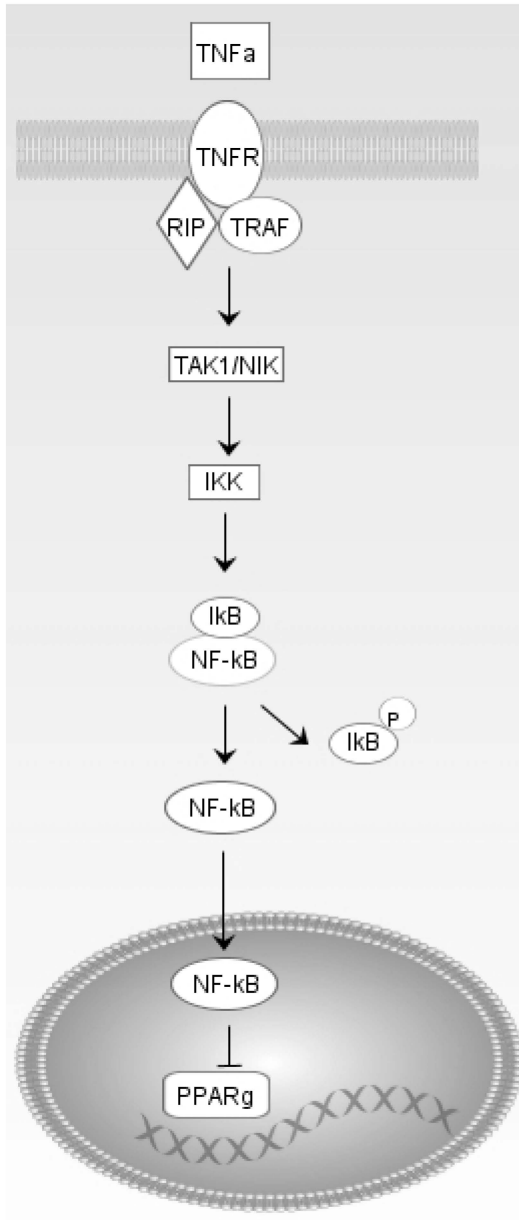 TNFa
TNFR
RIP
TRAF
TAK1/NIK
IKK
IkB
NF-kB
P
IkB
NF-kB
NF-kB
PPARg